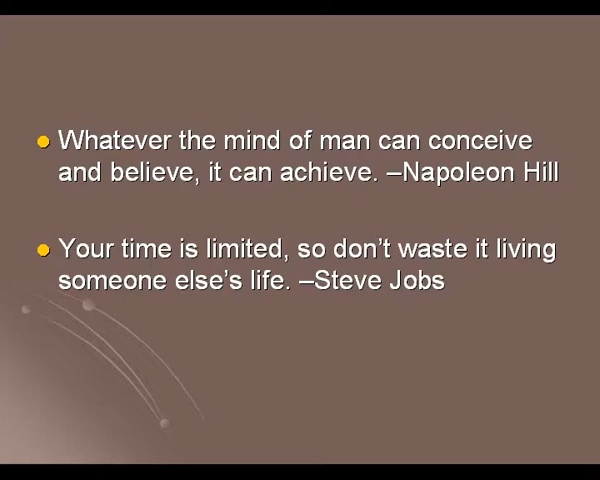 Whatever the mind of man can conceive
and believe, it can achieve. –Napoleon Hill
Your time is limited, so don’t waste it living
someone else’s life. –Steve Jobs